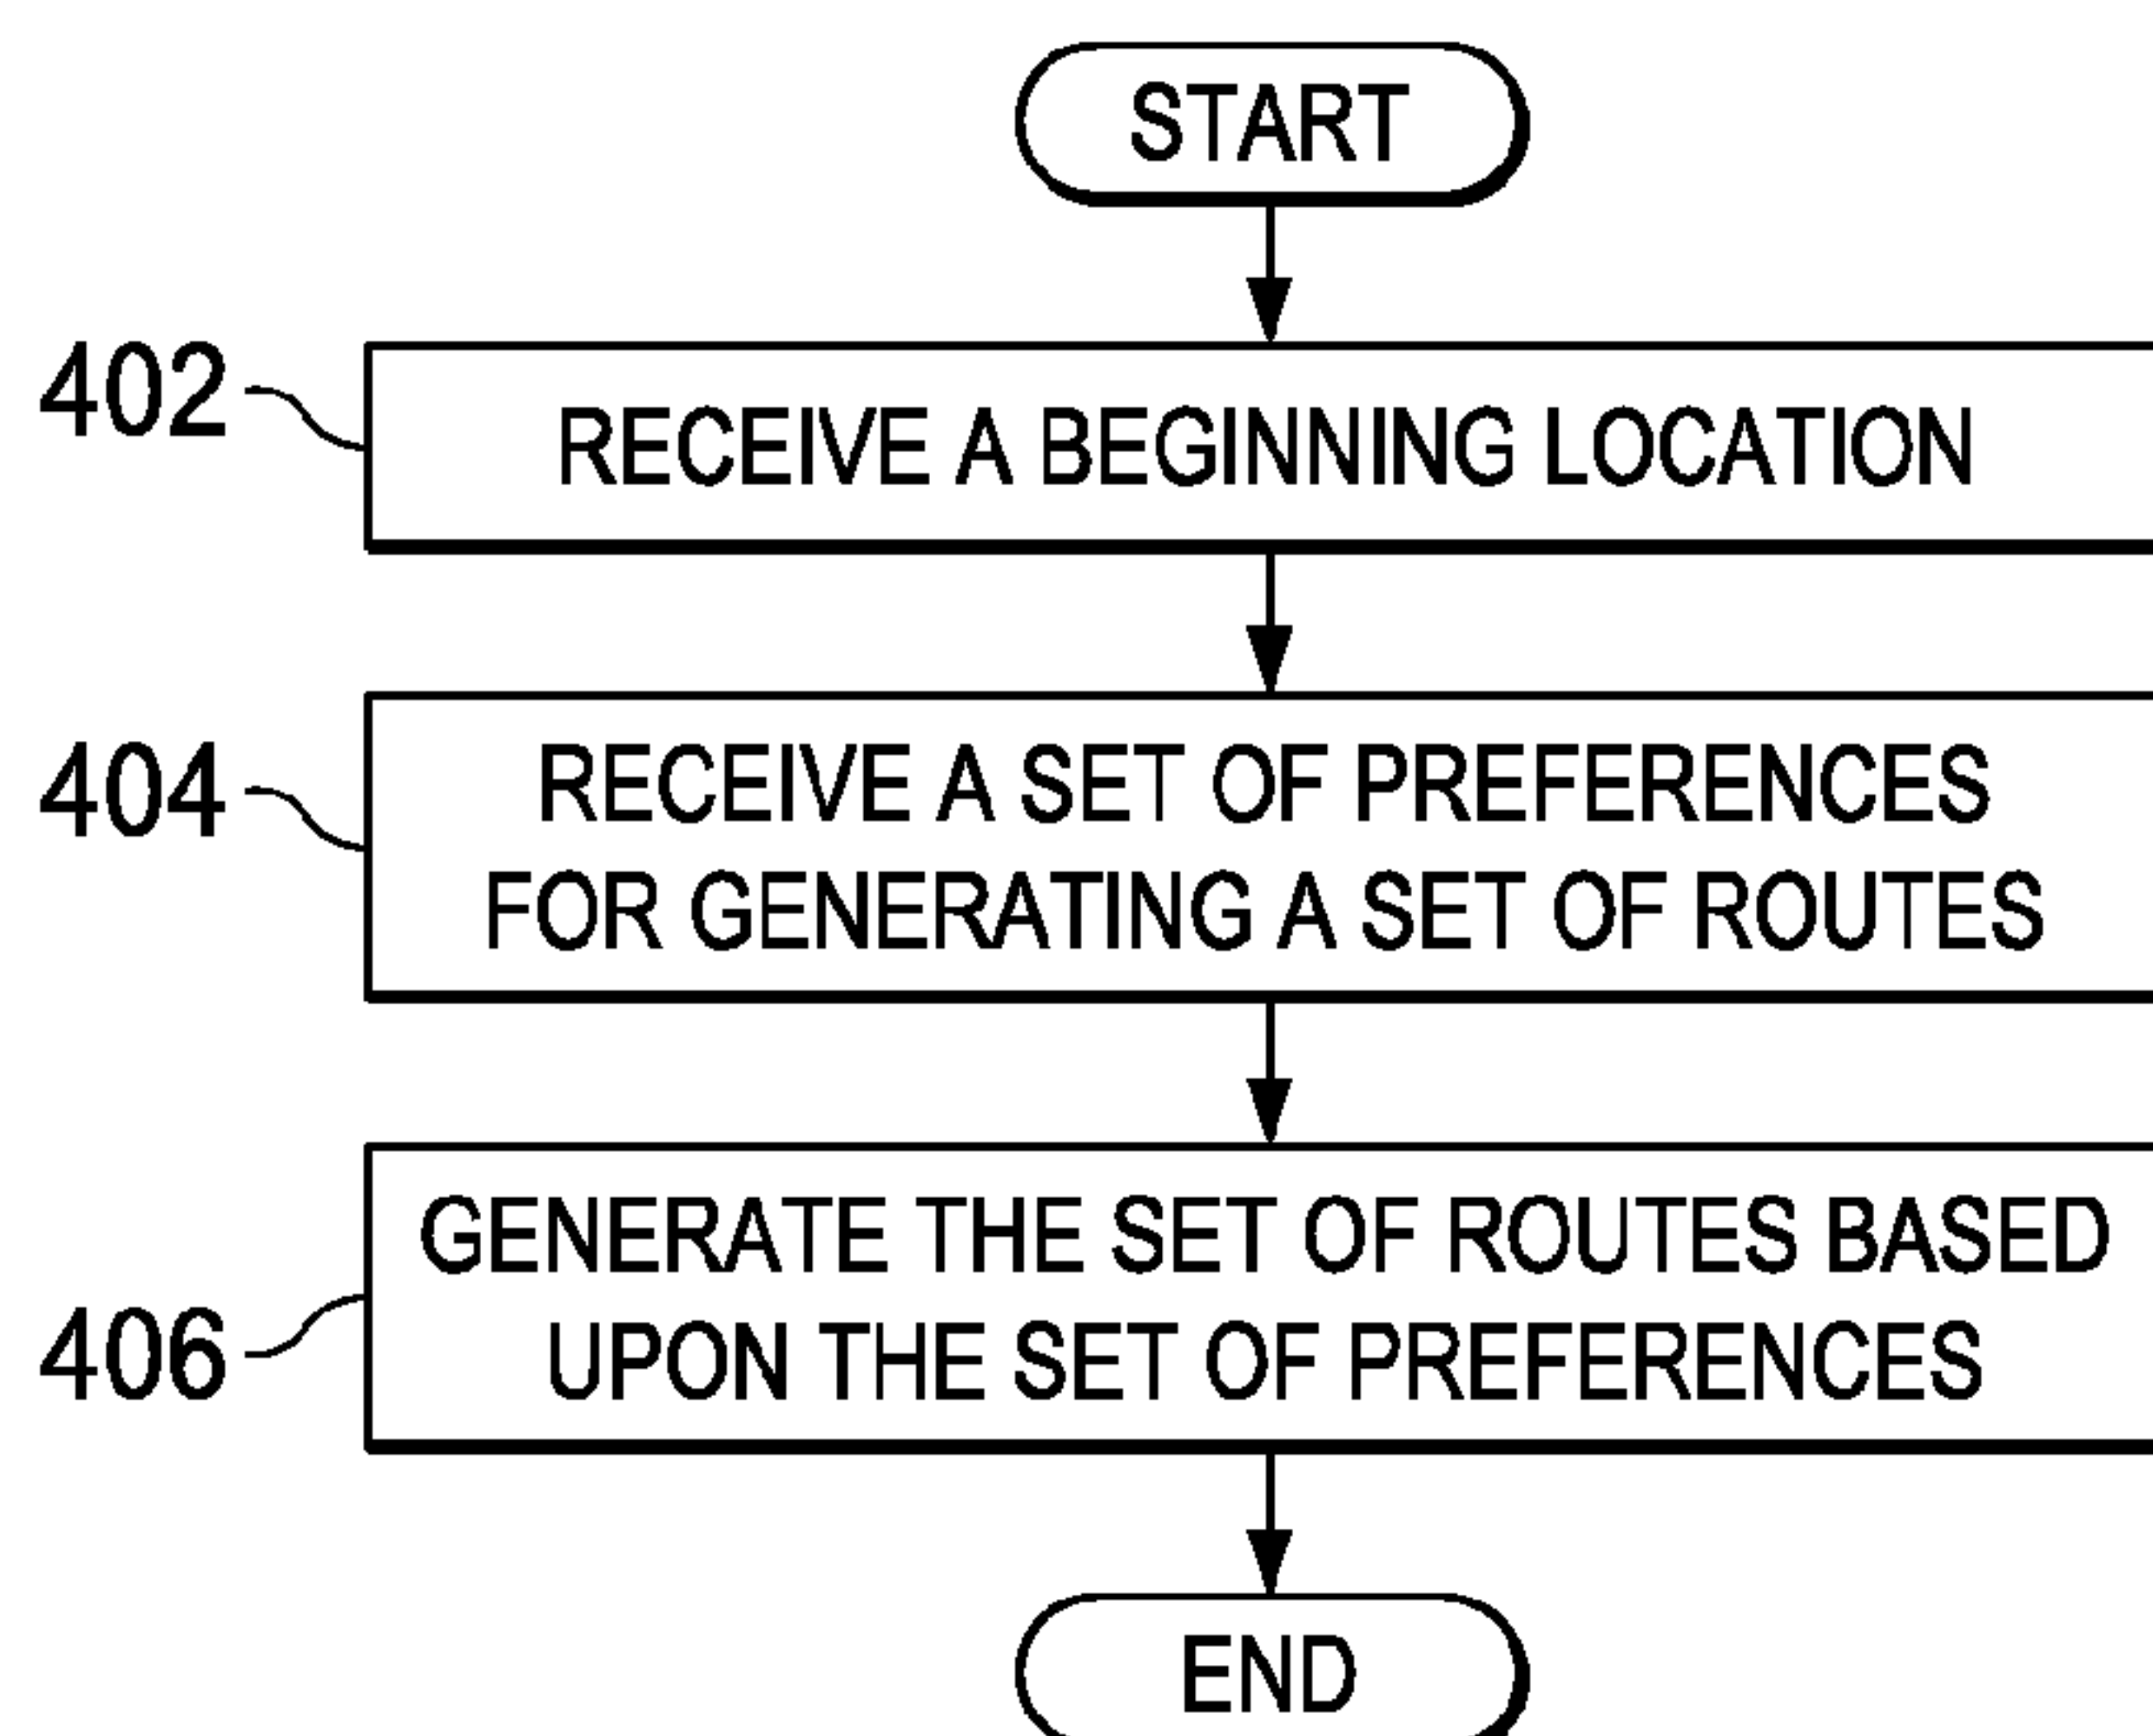 START
402
RECEIVE A BEGINNING LOCATION
404
RECEIVE A SET OF PREFERENCES
FOR GENERATING A SET OF ROUTES
406
GENERATE THE SET OF ROUTES BASED
UPON THE SET OF PREFERENCES
END